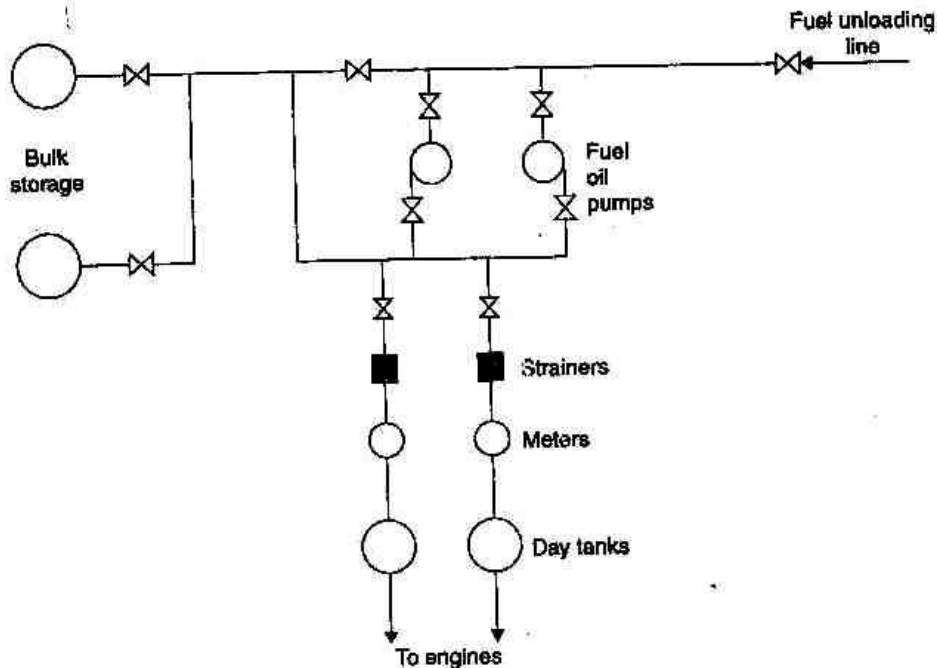 Fuel unloading
line
Bulk
storage
Fuel
oil
pumps
Strainers
Meters
Day tanks
To engines